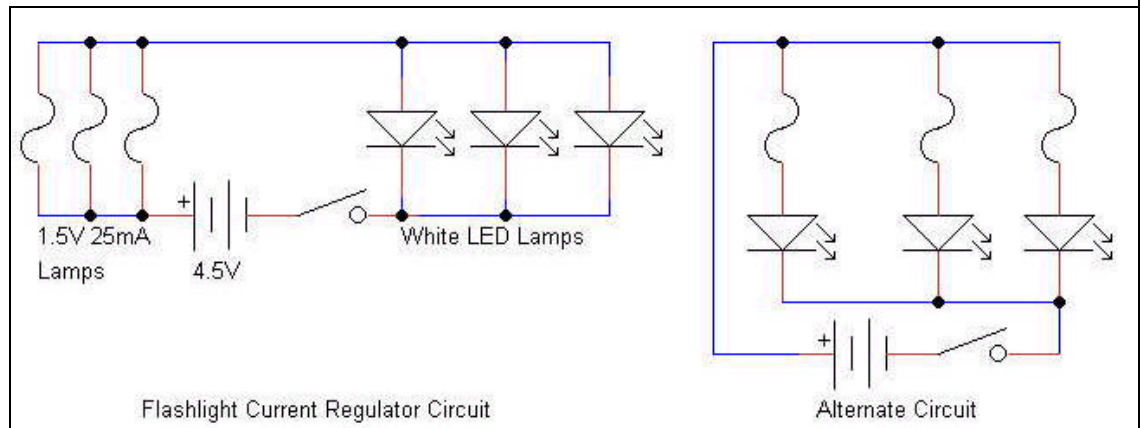 +
1.5V 25mA
Lamps
4.5V
White LED Lamps
+
Flashlight Current Regulator Circuit
Alternate Circuit